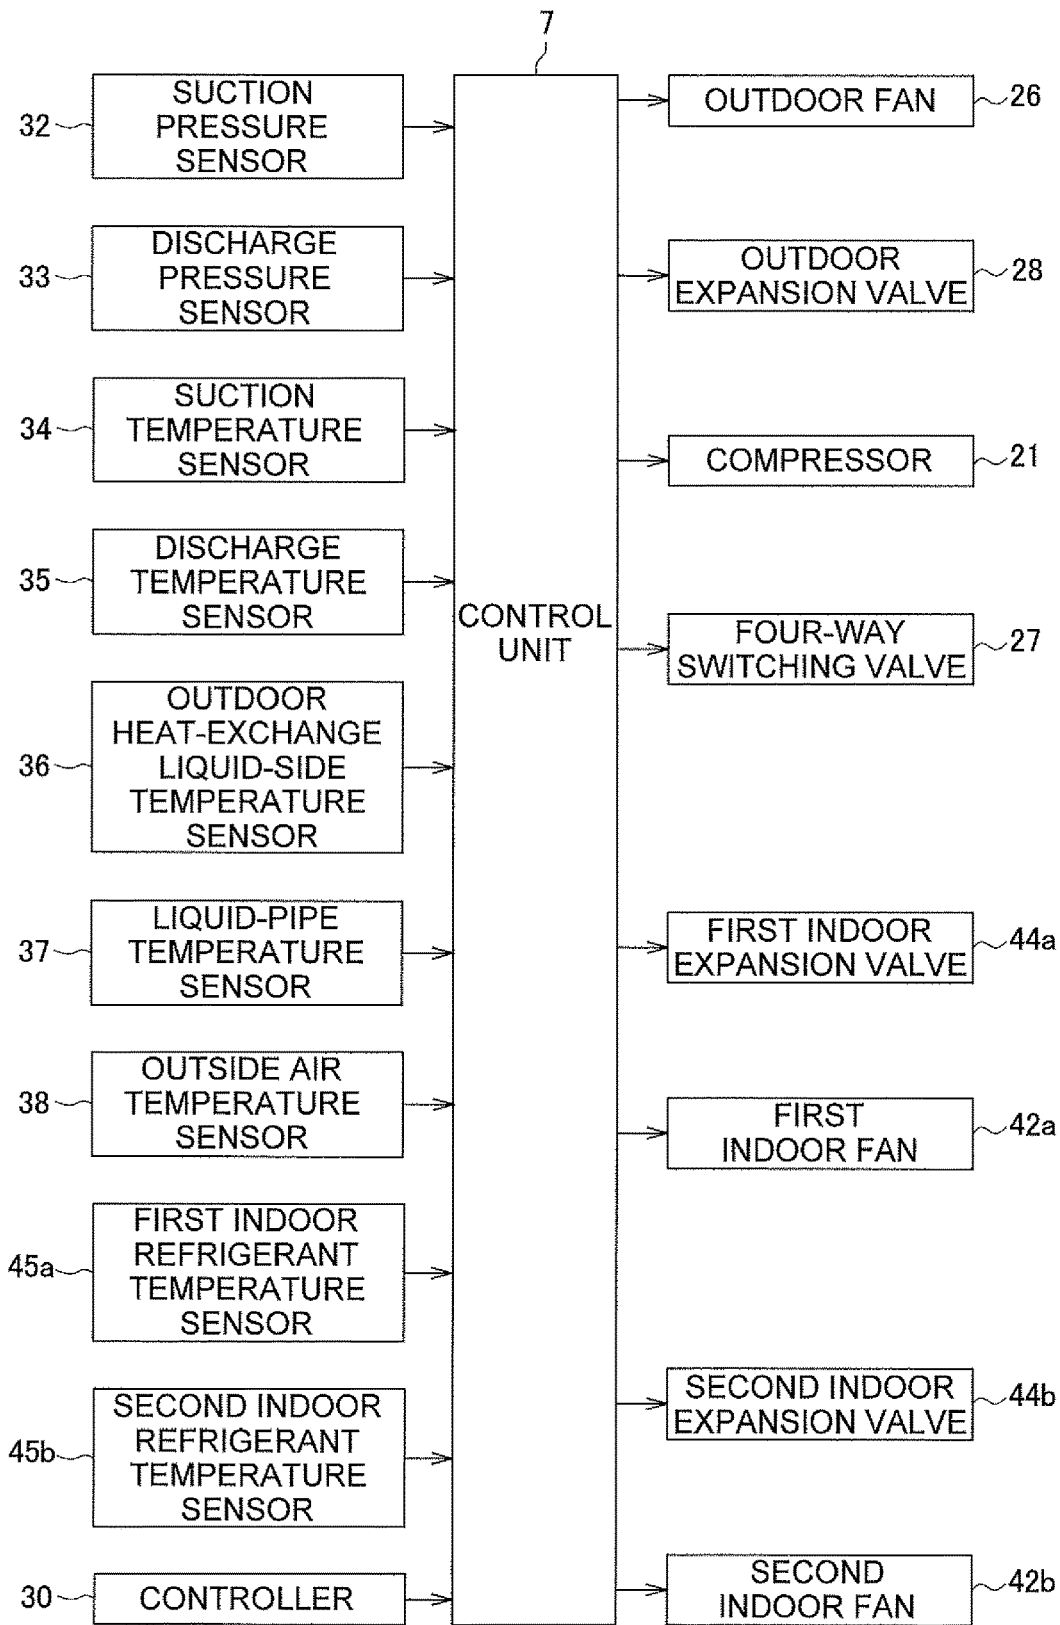 7
32
SUCTION
PRESSURE
SENSOR
33
DISCHARGE
PRESSURE
SENSOR
34
SUCTION
TEMPERATURE
SENSOR
35
DISCHARGE
TEMPERATURE
SENSOR
36
OUTDOOR
HEAT-EXCHANGE
LIQUID-SIDE
TEMPERATURE
SENSOR
37
LIQUID-PIPE
TEMPERATURE
SENSOR
38
OUTSIDE AIR
TEMPERATURE
SENSOR
45a
FIRST INDOOR
REFRIGERANT
TEMPERATURE
SENSOR
45b
SECOND INDOOR
REFRIGERANT
TEMPERATURE
SENSOR
30
CONTROLLER
CONTROL
UNIT
OUTDOOR FAN
26
OUTDOOR
EXPANSION VALVE
28
COMPRESSOR
21
FOUR-WAY
SWITCHING VALVE
27
FIRST INDOOR
EXPANSION VALVE
44a
FIRST
INDOOR FAN
42a
SECOND INDOOR
EXPANSION VALVE
44b
SECOND
INDOOR FAN
42b